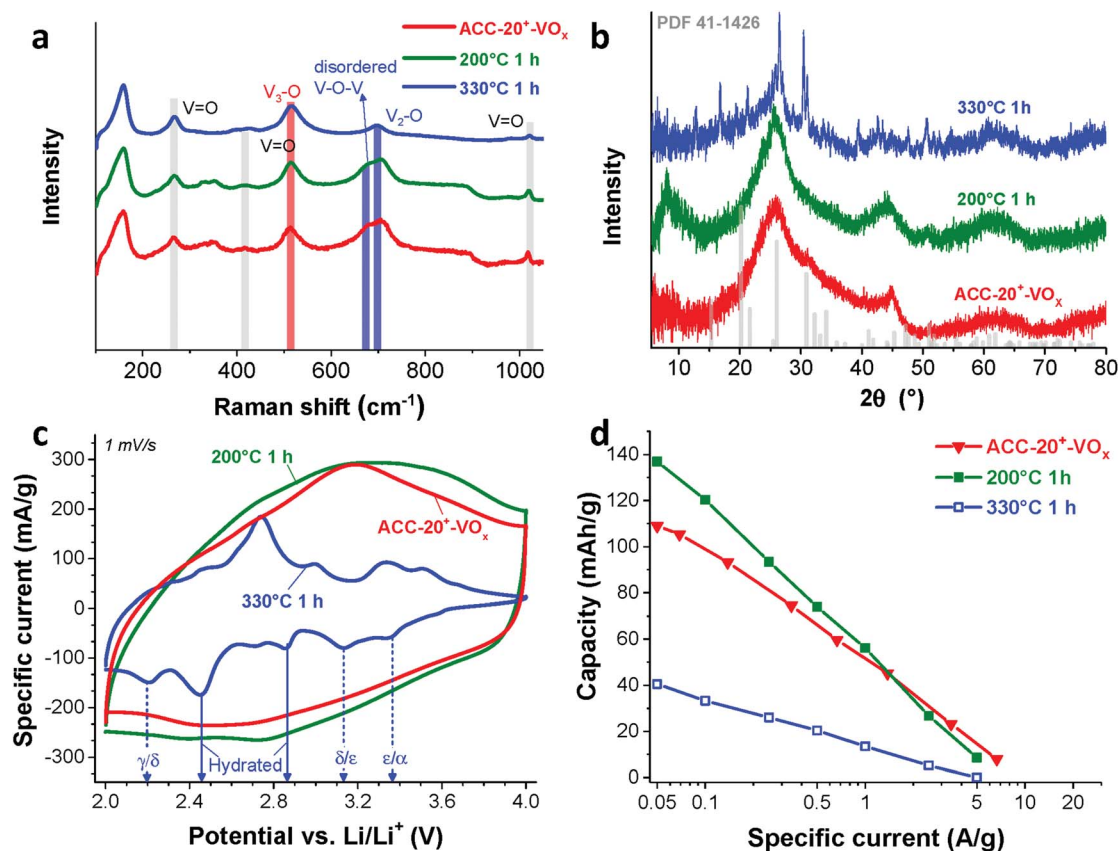 a
ACC-20⁺-VOₓ
200°C 1 h
330°C 1 h
disordered
V-O-V
V₃-O
V=O
V₂-O
V=O
V=O
Intensity
200 400 600 800 1000
Raman shift (cm⁻¹)
b
PDF 41-1426
330°C 1h
200°C 1 h
ACC-20⁺-VOₓ
Intensity
10 20 30 40 50 60 70 80
2θ (°)
c
1 mV/s
200°C 1 h
ACC-20⁺-VOₓ
330°C 1 h
γ/δ
Hydrated
δ/ε
ε/α
Specific current (mA/g)
300
200
100
0
-100
-200
-300
2.0 2.4 2.8 3.2 3.6 4.0
Potential vs. Li/Li⁺ (V)
d
ACC-20⁺-VOₓ
200°C 1h
330°C 1 h
Capacity (mAh/g)
140
120
100
80
60
40
20
0
0.05 0.1 0.5 1 5 10
Specific current (A/g)